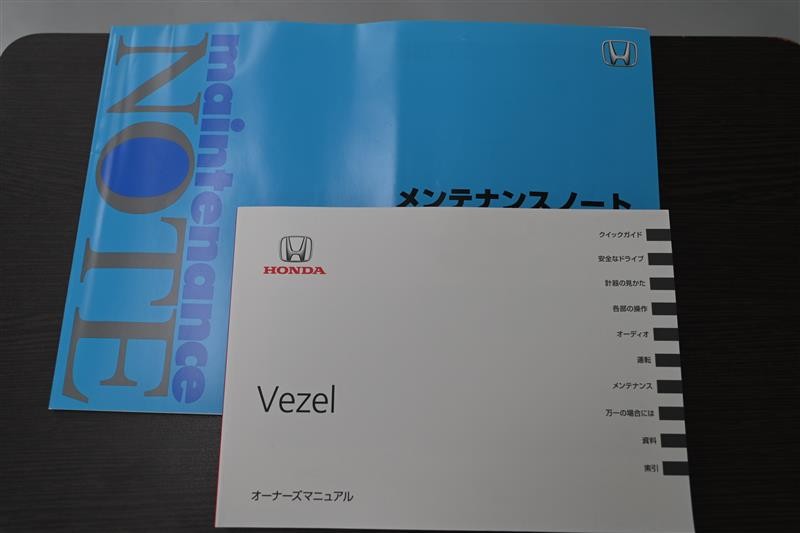 maintenance
NOTE
メンテナンスノート
HONDA
Vezel
オーナーズマニュアル
クイックガイド
安全なドライブ
計器の見かた
各部の操作
オーディオ
運転
メンテナンス
万一の場合には
資料
索引